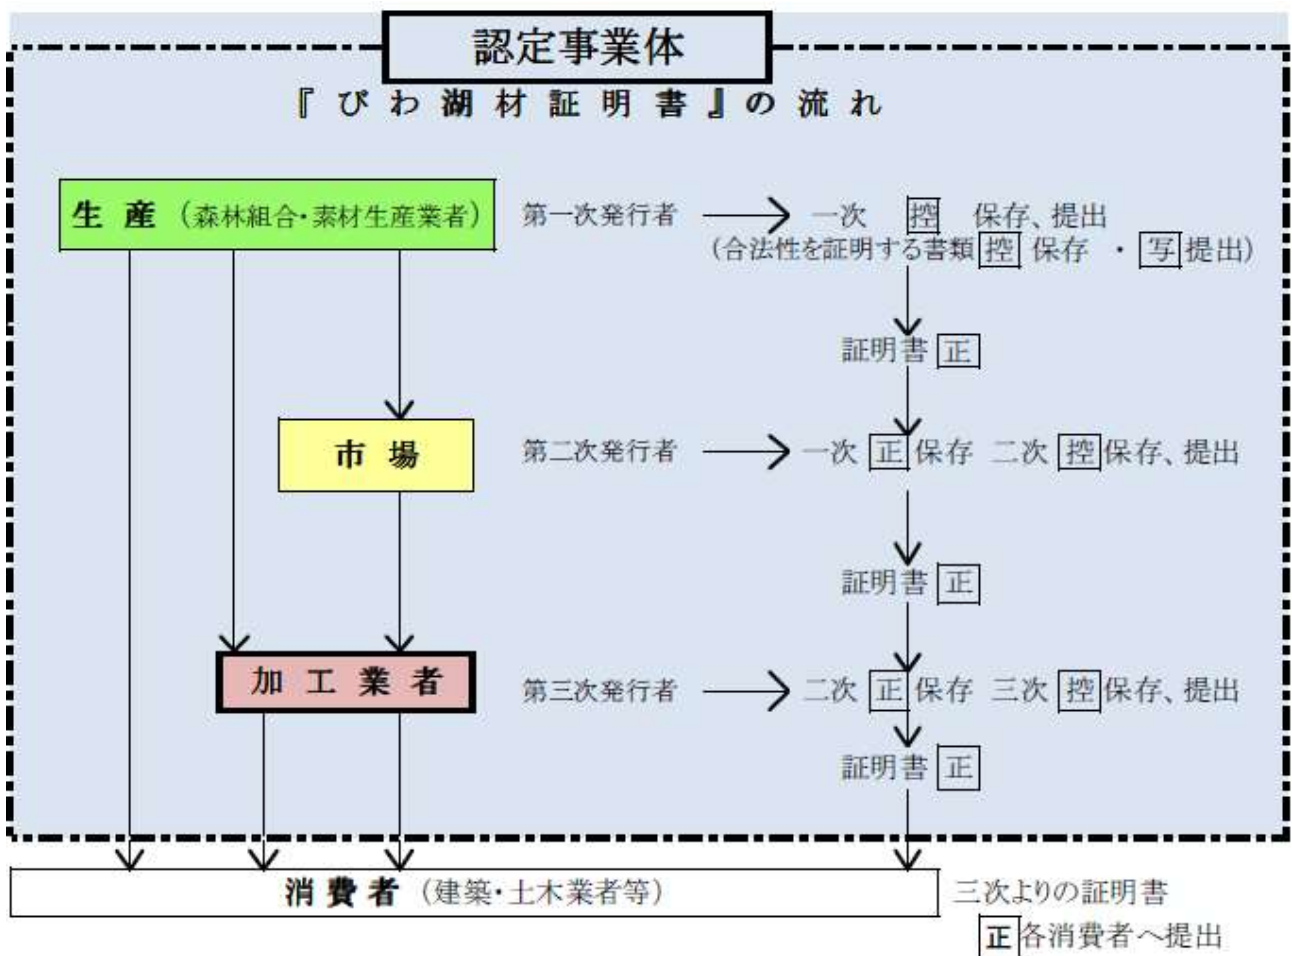 認定事業体
『びわ湖材証明書』の流れ
生産（森林組合・素材生産業者） 第一次発行者 一次 控 保存、提出
（合法性を証明する書類 控 保存 ・ 写 提出）
証明書 正
市場 第二次発行者 一次 正 保存 二次 控 保存、提出
証明書 正
加工業者 第三次発行者 二次 正 保存 三次 控 保存、提出
証明書 正
消費者（建築・土木業者等） 三次よりの証明書
正 各消費者へ提出